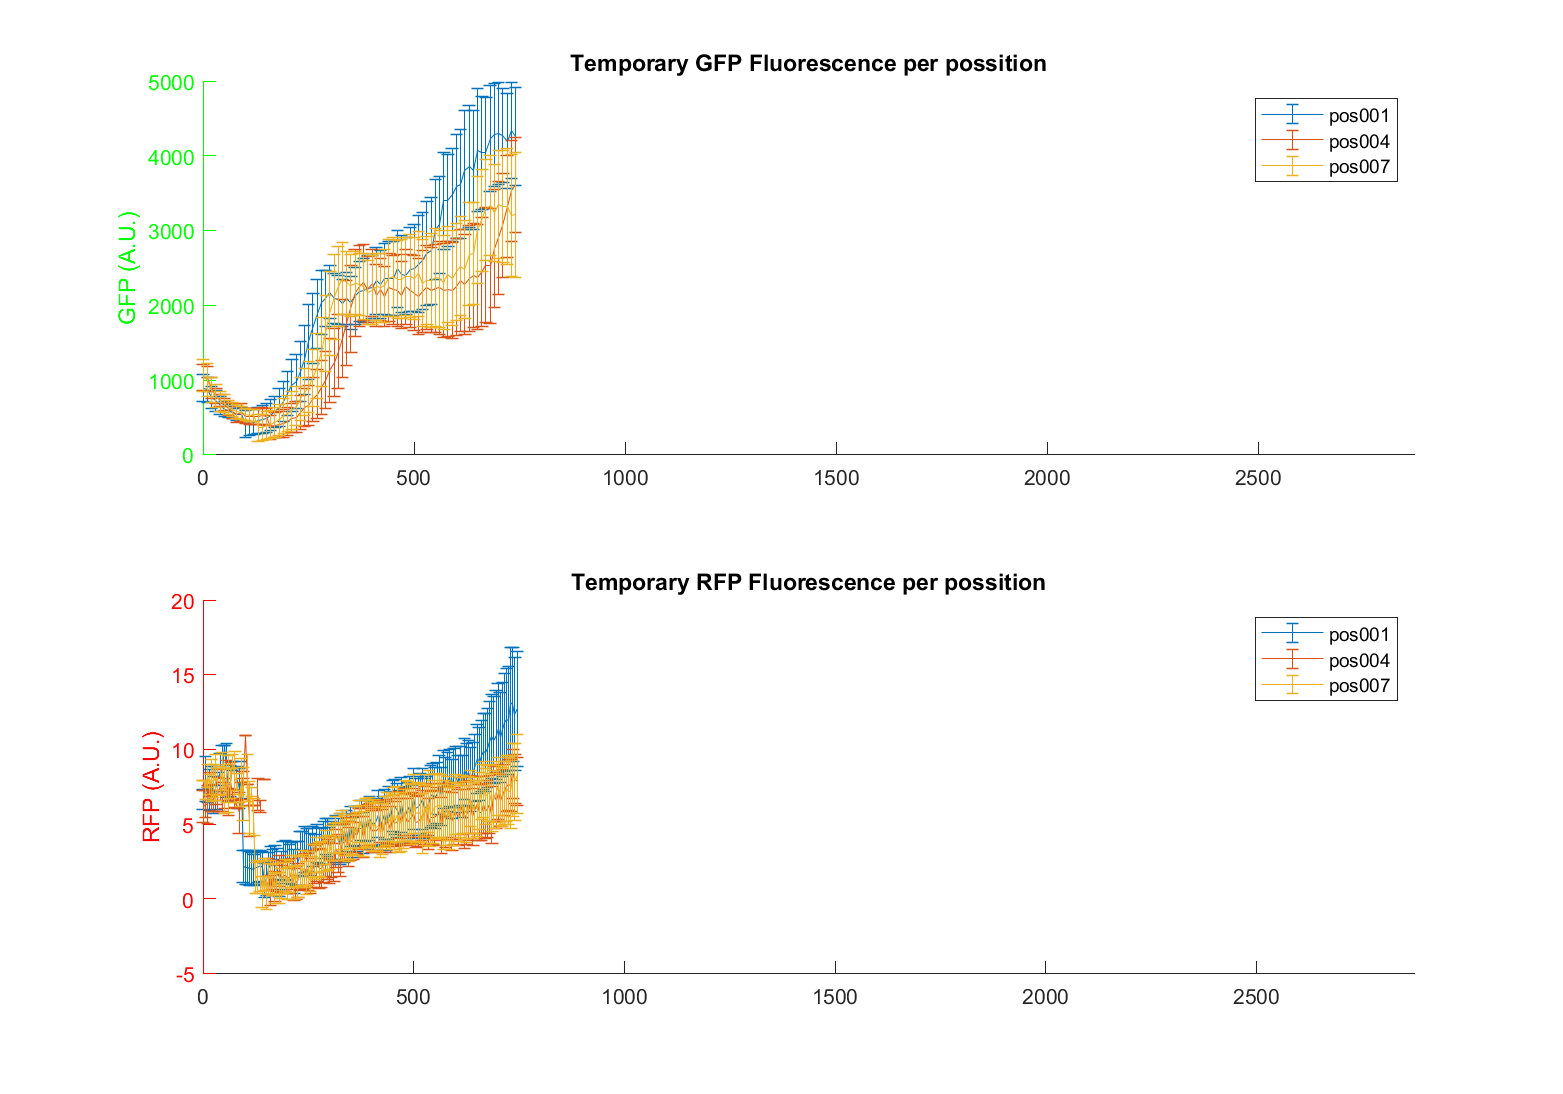 Temporary GFP Fluorescence per possition
5000
4000
3000
2000
1000
0
GFP (A.U.)
0 500 1000 1500 2000 2500
pos001
pos004
pos007
Temporary RFP Fluorescence per possition
20
15
10
5
0
-5
RFP (A.U.)
0 500 1000 1500 2000 2500
pos001
pos004
pos007